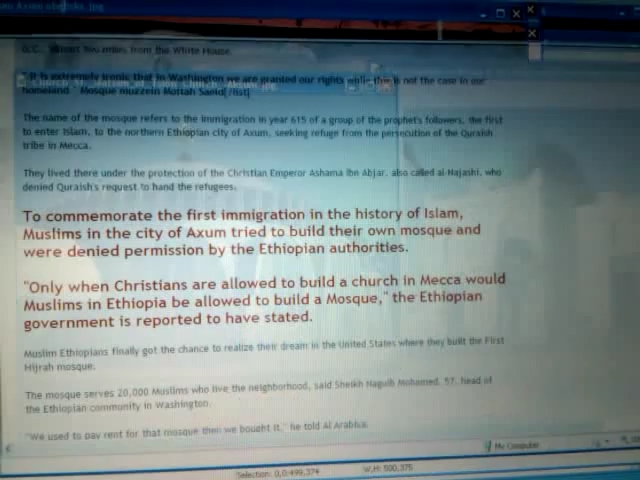 D.C., almost two miles from the White House.
"It is extremely ironic that in Washington we are granted our rights while this is not the case in our
homeland." Mosque muezzin Mottah Saeid[/list]
The name of the mosque refers to the immigration in year 615 of a group of the prophet's followers, the first
to enter Islam, to the northern Ethiopian city of Axum, seeking refuge from the persecution of the Quraish
tribe in Mecca.
They lived there under the protection of the Christian Emperor Ashama Ibn Abjar, also called al Najashi, who
denied Quraish's request to hand the refugees.
To commemorate the first immigration in the history of Islam,
Muslims in the city of Axum tried to build their own mosque and
were denied permission by the Ethiopian authorities.
"Only when Christians are allowed to build a church in Mecca would
Muslims in Ethiopia be allowed to build a Mosque," the Ethiopian
government is reported to have stated.
Muslim Ethiopians finally got the chance to realize their dream in the United States where they built the First
Hijrah mosque.
The mosque serves 20,000 Muslims who live the neighborhood, said Sheikh Naguib Mohamed, 57, head of
the Ethiopian community in Washington.
"We used to pay rent for that mosque then we bought it," he told Al Arabiya.
My Computer
Selection: 0,0:499,374
W,H: 500,375